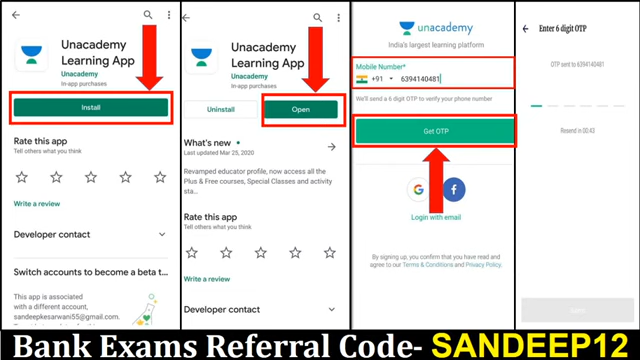 Unacademy
Learning App
Unacademy
In-app purchases
Install
Rate this app
Tell others what you think
Write a review
Developer contact
Switch accounts to become a beta t...
This app is associated
with a different account,
sandeepkesarwani55@gmail.com.
Unacademy
Learning App
Unacademy
In-app purchases
Uninstall
Open
What's new
Last updated Mar 25, 2020
Revamped educator profile, now access all the
Plus & Free courses, Special Classes and activity
sta...
Rate this app
Tell others what you think
Write a review
Developer contact
unacademy
India's largest learning platform
Mobile Number*
+91 6394140481
We'll send a 6 digit OTP to verify your phone number
Get OTP
G f
Login with email
By signing up, you confirm that you have read and
agree to our Terms & Conditions and Privacy Policy.
Enter 6 digit OTP
OTP sent to 6394140481
Resend in 00:43
Bank Exams Referral Code- SANDEEP12